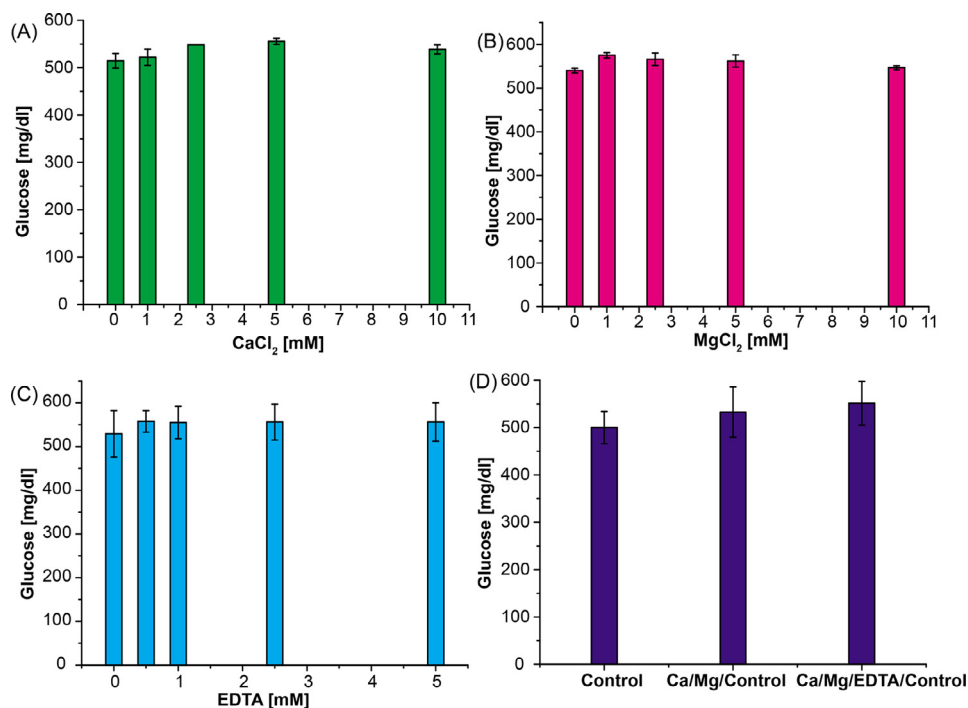 (A)
Glucose [mg/dl]
600
500
400
300
200
100
0
0 1 2 3 4 5 6 7 8 9 10 11
CaCl₂ [mM]
(B)
Glucose [mg/dl]
600
500
400
300
200
100
0
0 1 2 3 4 5 6 7 8 9 10 11
MgCl₂ [mM]
(C)
Glucose [mg/dl]
600
500
400
300
200
100
0
0 1 2 3 4 5
EDTA [mM]
(D)
Glucose [mg/dl]
600
500
400
300
200
100
0
Control Ca/Mg/Control Ca/Mg/EDTA/Control